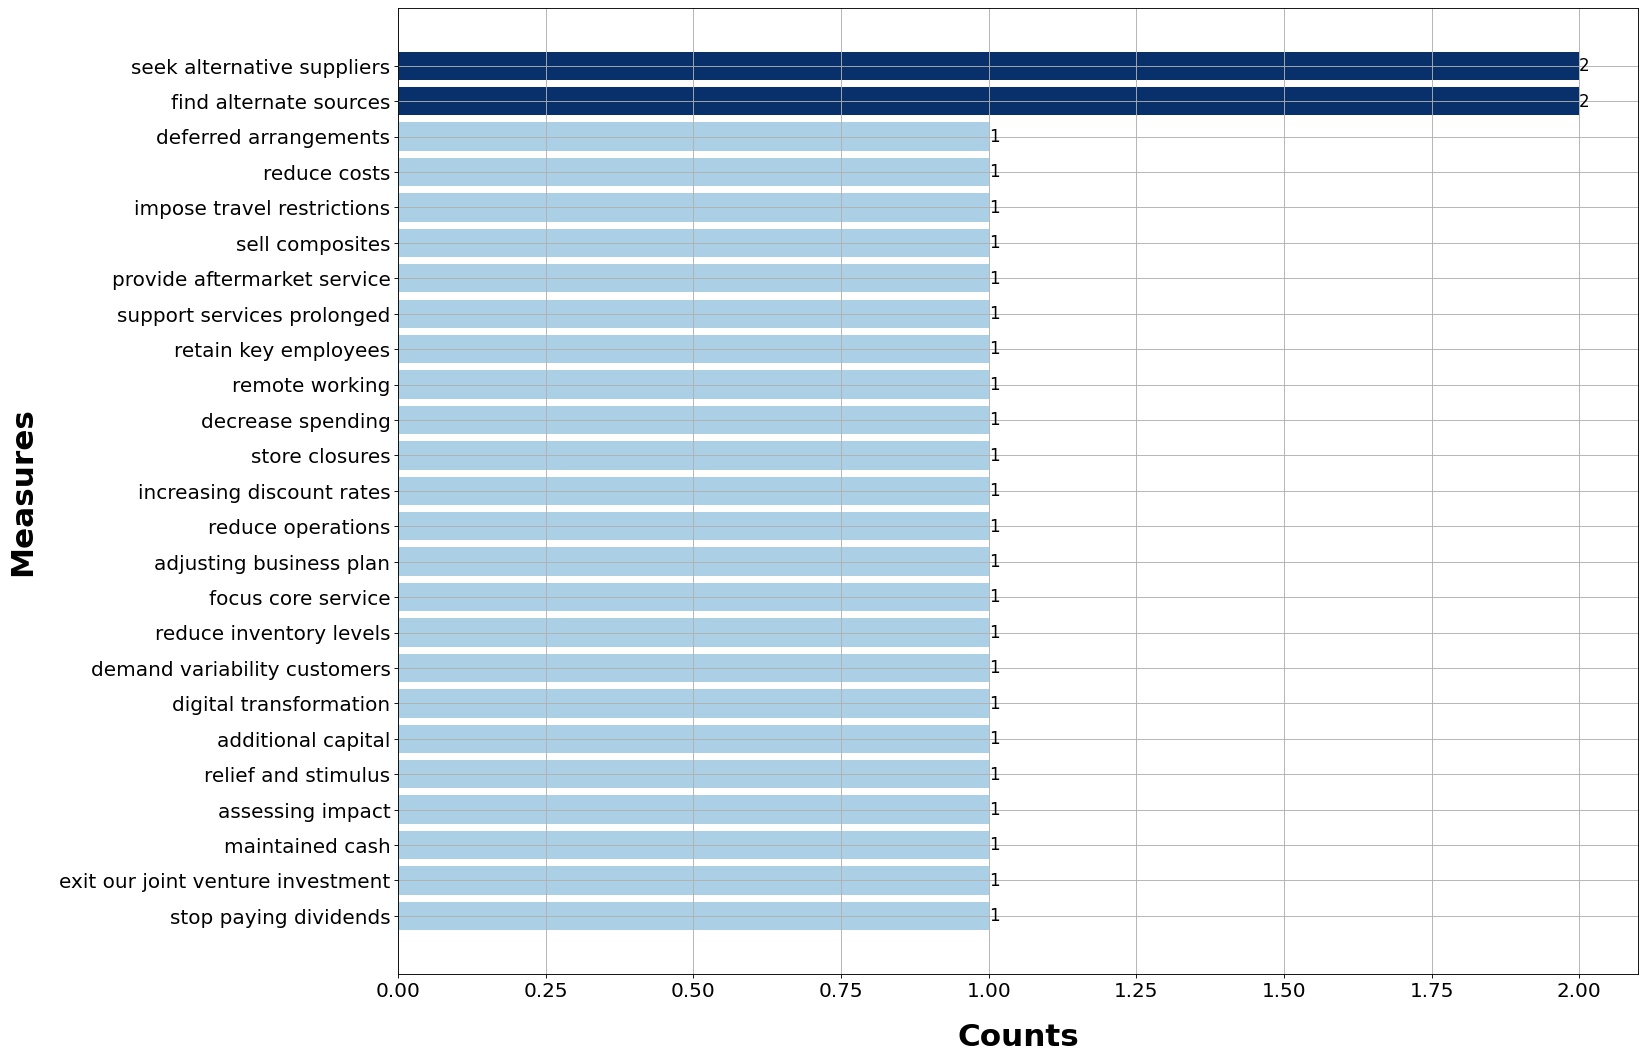 seek alternative suppliers 2
find alternate sources 2
deferred arrangements 1
reduce costs 1
impose travel restrictions 1
sell composites 1
provide aftermarket service 1
support services prolonged 1
retain key employees 1
remote working 1
decrease spending 1
store closures 1
increasing discount rates 1
reduce operations 1
adjusting business plan 1
focus core service 1
reduce inventory levels 1
demand variability customers 1
digital transformation 1
additional capital 1
relief and stimulus 1
assessing impact 1
maintained cash 1
exit our joint venture investment 1
stop paying dividends 1
Measures
0.00 0.25 0.50 0.75 1.00 1.25 1.50 1.75 2.00
Counts